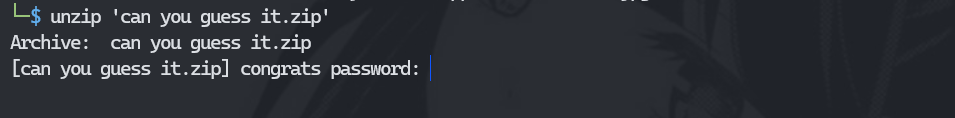 └─$ unzip 'can you guess it.zip'
Archive:  can you guess it.zip
[can you guess it.zip] congrats password: